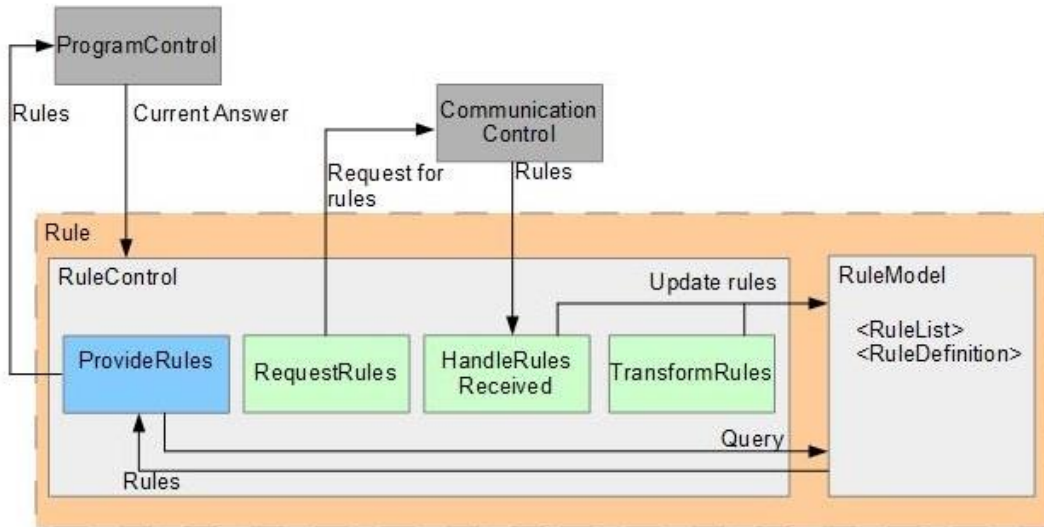 ProgramControl
Rules
Current Answer
Communication
Control
Request for
rules
Rules
Rule
RuleControl
Update rules
RuleModel
<RuleList>
<RuleDefinition>
ProvideRules
RequestRules
HandleRules
Received
TransformRules
Query
Rules